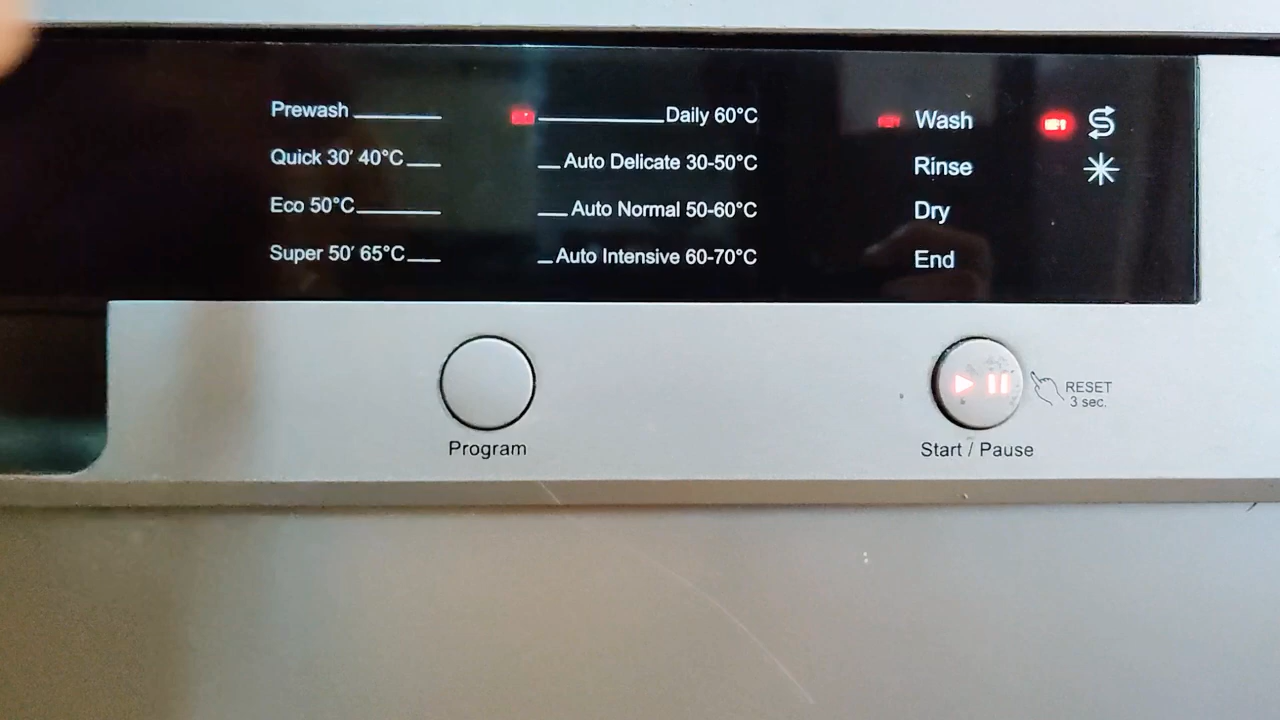 Prewash
Quick 30′ 40°C
Eco 50°C
Super 50′ 65°C
Daily 60°C
Auto Delicate 30-50°C
Auto Normal 50-60°C
Auto Intensive 60-70°C
Wash
Rinse
Dry
End
Program
Start / Pause
RESET
3 sec.